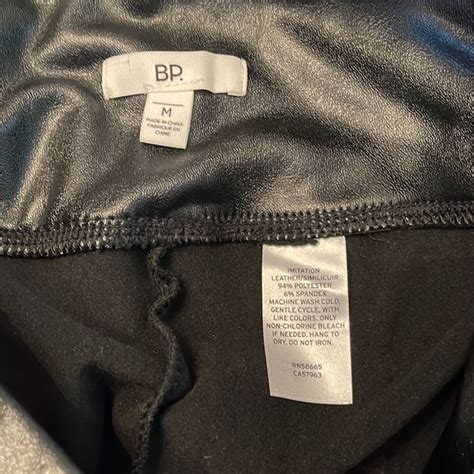 BP.
M
MADE IN CHINA
FABRIQUÉ EN
CHINE
IMITATION
LEATHER/SIMILICUIR
94% POLYESTER
6% SPANDEX
MACHINE WASH COLD,
GENTLE CYCLE, WITH
LIKE COLORS, ONLY
NON-CHLORINE BLEACH
IF NEEDED, HANG TO
DRY. DO NOT IRON.
RN58665
CA57963